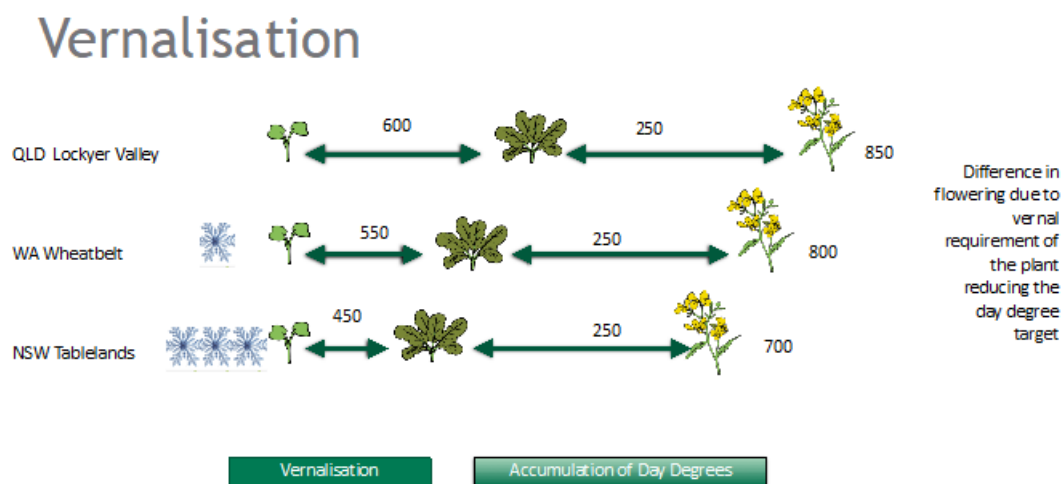 Vernalisation
QLD Lockyer Valley
600
250
850
WA Wheatbelt
550
250
800
NSW Tablelands
450
250
700
Difference in
flowering due to
vernal
requirement of
the plant
reducing the
day degree
target
Vernalisation
Accumulation of Day Degrees